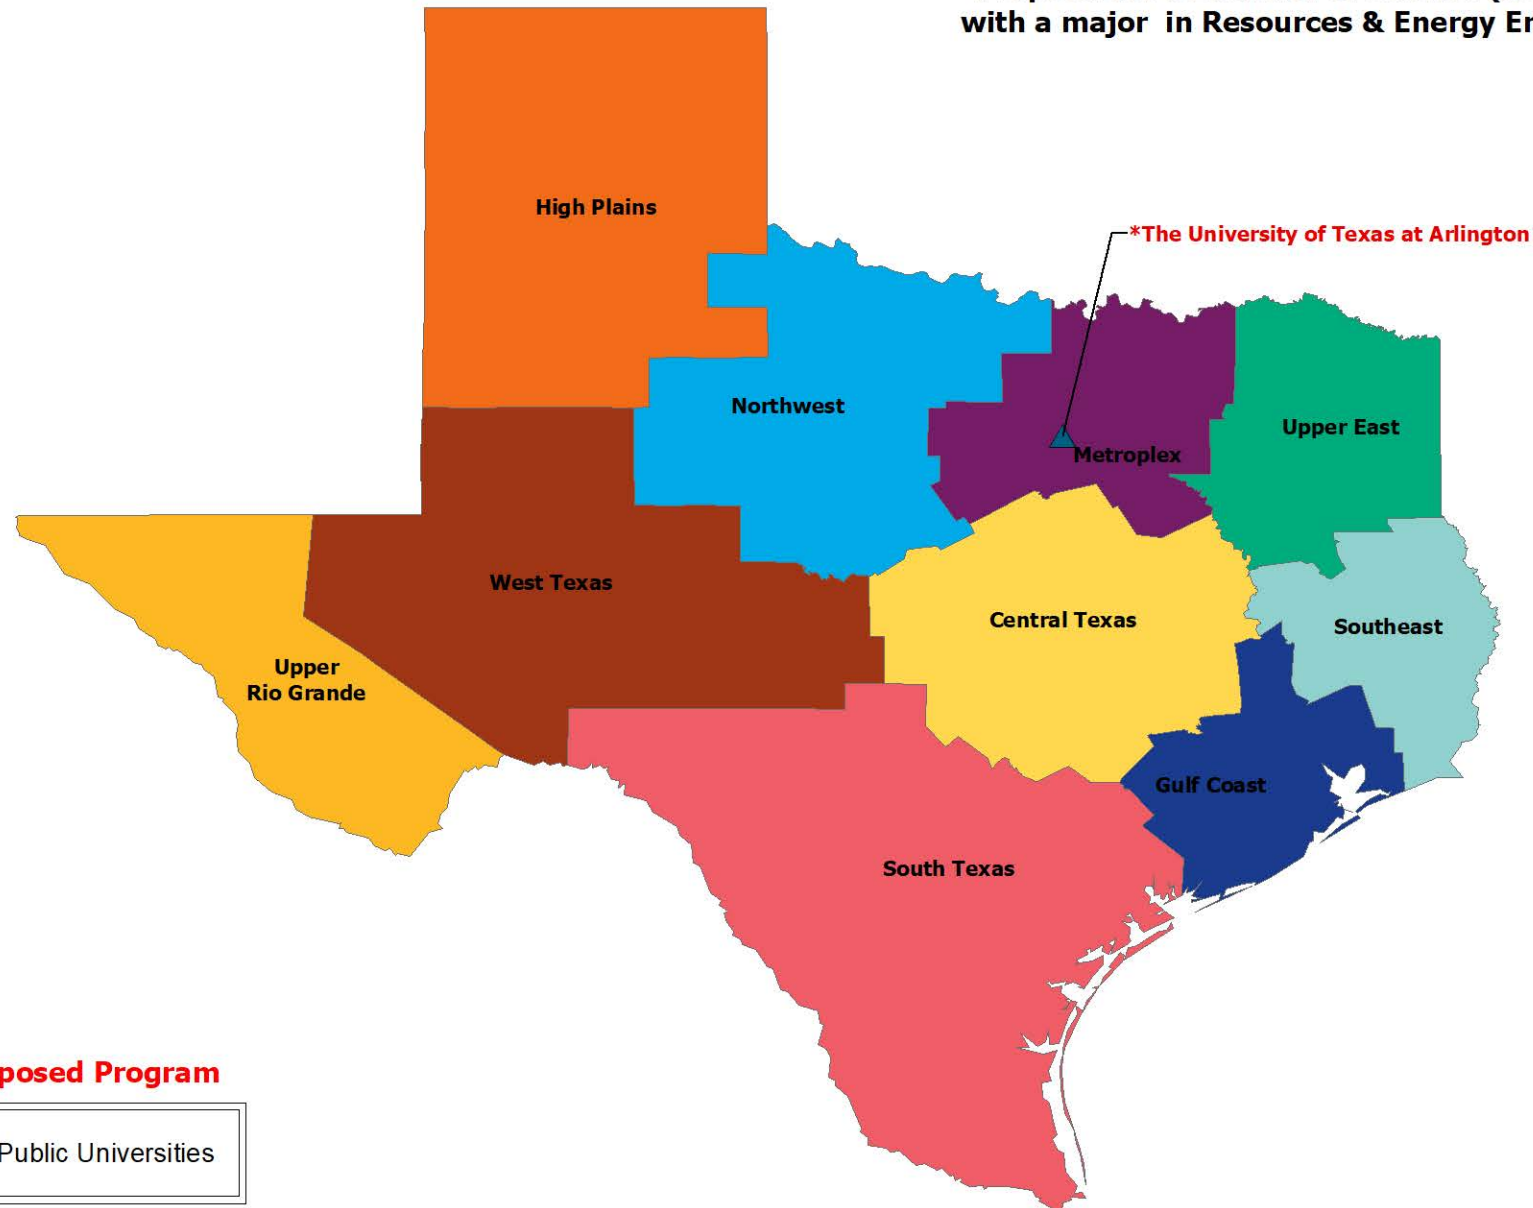 with a major in Resources & Energy
High Plains
*The University of Texas at Arlington
Northwest
Upper East
Metroplex
West Texas
Central Texas
Southeast
Upper
Rio Grande
Gulf Coast
South Texas
posed Program
Public Universities